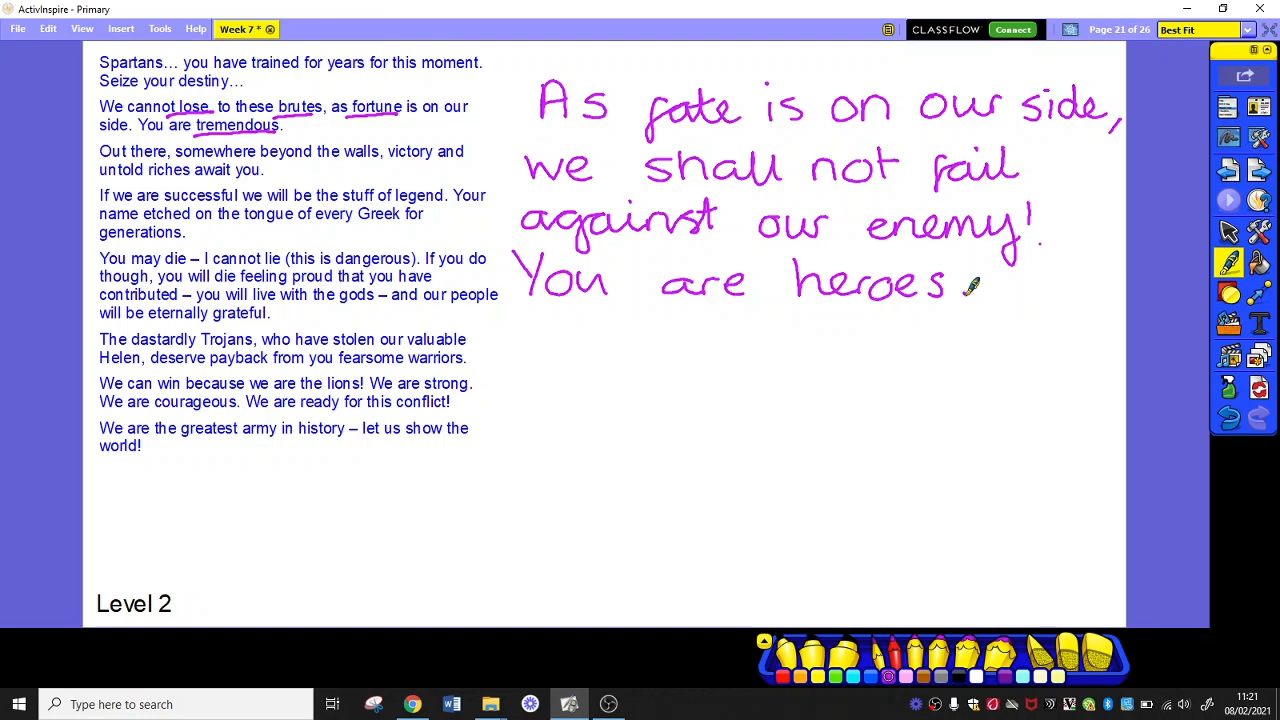 ActivInspire - Primary
File Edit View Insert Tools Help Week 7 *
CLASSFLOW Connect Page 21 of 26 Best Fit
Spartans… you have trained for years for this moment.
Seize your destiny…
We cannot lose, to these brutes, as fortune is on our
side. You are tremendous.
Out there, somewhere beyond the walls, victory and
untold riches await you.
If we are successful we will be the stuff of legend. Your
name etched on the tongue of every Greek for
generations.
You may die – I cannot lie (this is dangerous). If you do
though, you will die feeling proud that you have
contributed – you will live with the gods – and our people
will be eternally grateful.
The dastardly Trojans, who have stolen our valuable
Helen, deserve payback from you fearsome warriors.
We can win because we are the lions! We are strong.
We are courageous. We are ready for this conflict!
We are the greatest army in history – let us show the
world!
Level 2
As fate is on our side,
we shall not fail
against our enemy!
You are heroes.
Type here to search
11:21
08/02/2021